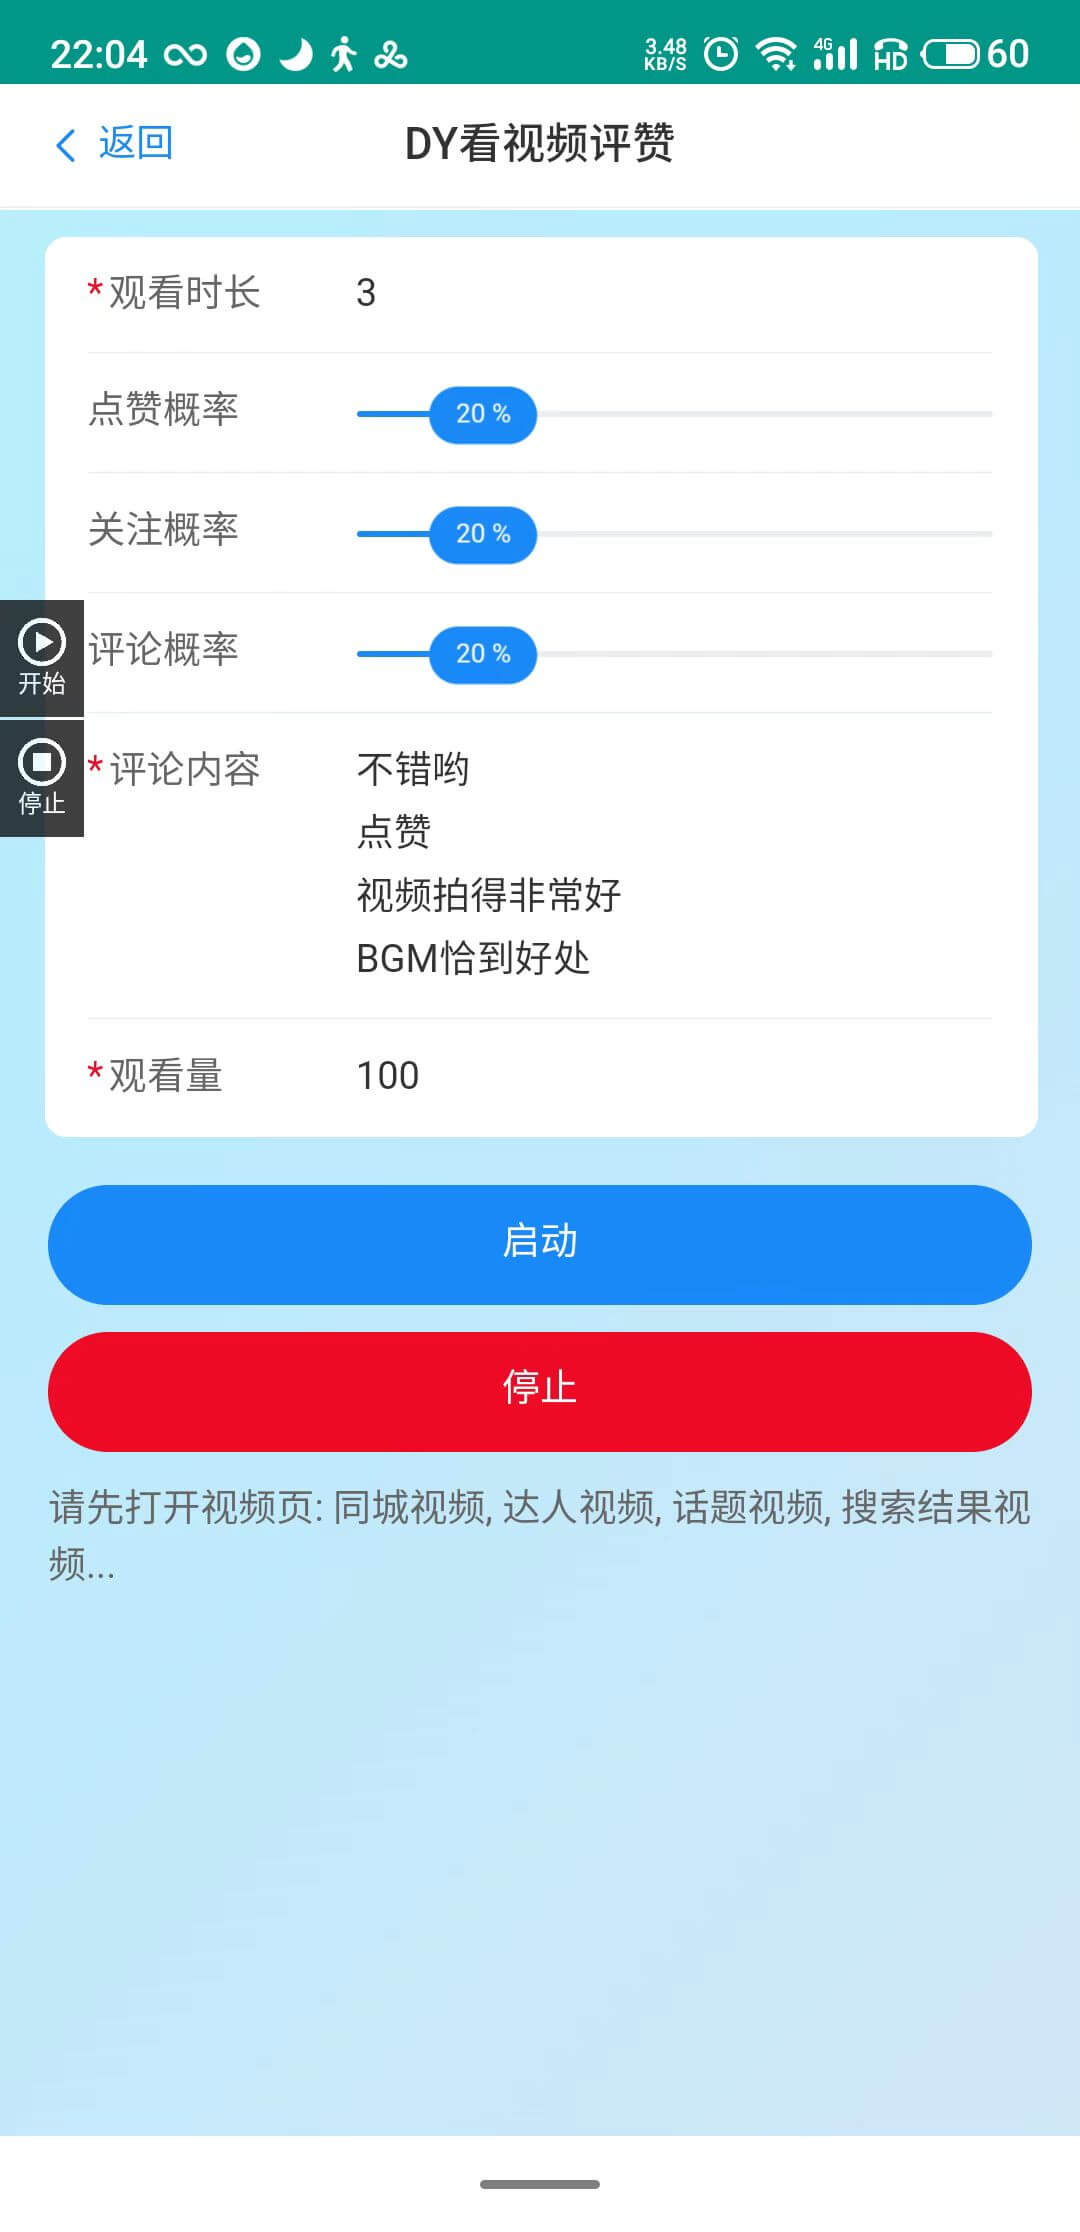 22:04 3.48 KB/S 4G HD 60
返回 DY看视频评赞
*观看时长 3
点赞概率 20 %
关注概率 20 %
开始
评论概率 20 %
停止
*评论内容 不错哟
点赞
视频拍得非常好
BGM恰到好处
*观看量 100
启动
停止
请先打开视频页: 同城视频, 达人视频, 话题视频, 搜索结果视
频...